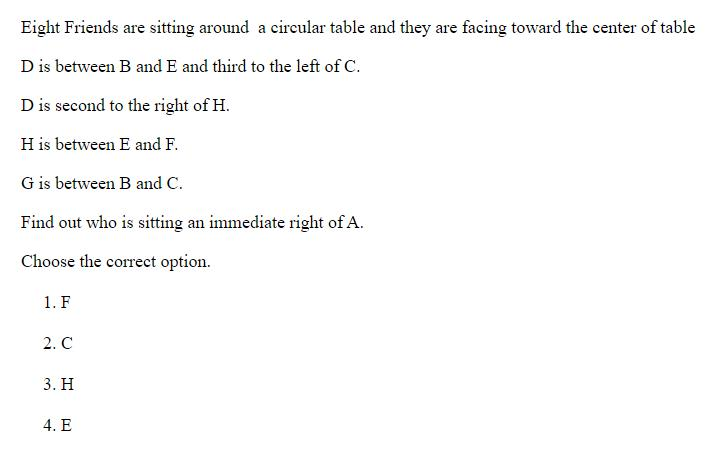 Eight Friends are sitting around a circular table and they are facing toward the center of table
D is between B and E and third to the left of C.
D is second to the right of H.
H is between E and F.
G is between B and C.
Find out who is sitting an immediate right of A.
Choose the correct option.
1. F
2. C
3. H
4. E